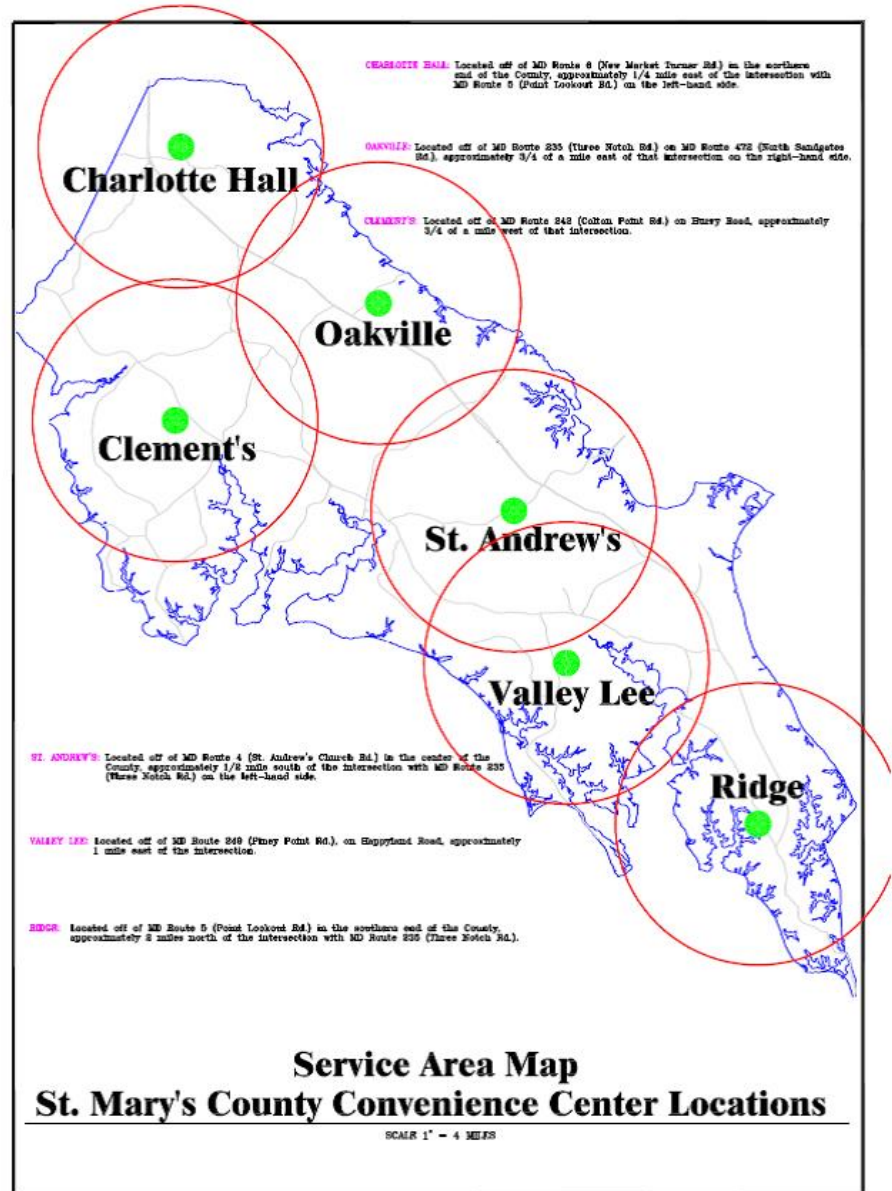 CHARLOTTE HALL: Located off of MD Route 6 (New Market Turner Rd.) in the northern
end of the County, approximately 1/4 mile east of the intersection with
MD Route 5 (Point Lookout Rd.) on the left-hand side.
Charlotte Hall
OAKVILLE: Located off of MD Route 235 (Three Notch Rd.) on MD Route 472 (North Sandgates
Rd.), approximately 3/4 of a mile east of that intersection on the right-hand side.
CLEMENT'S: Located off of MD Route 242 (Colton Point Rd.) on Hurry Road, approximately
3/4 of a mile west of that intersection.
Oakville
Clement's
St. Andrew's
Valley Lee
ST. ANDREW'S: Located off of MD Route 4 (St. Andrew's Church Rd.) in the center of the
County, approximately 1/2 mile south of the intersection with MD Route 235
(Three Notch Rd.) on the left-hand side.
Ridge
VALLEY LEE: Located off of MD Route 249 (Piney Point Rd.), on Happyland Road, approximately
1 mile east of the intersection.
RIDGE: Located off of MD Route 5 (Point Lookout Rd.) in the southern end of the County,
approximately 2 miles north of the intersection with MD Route 235 (Three Notch Rd.).
Service Area Map
St. Mary's County Convenience Center Locations
SCALE 1" = 4 MILES